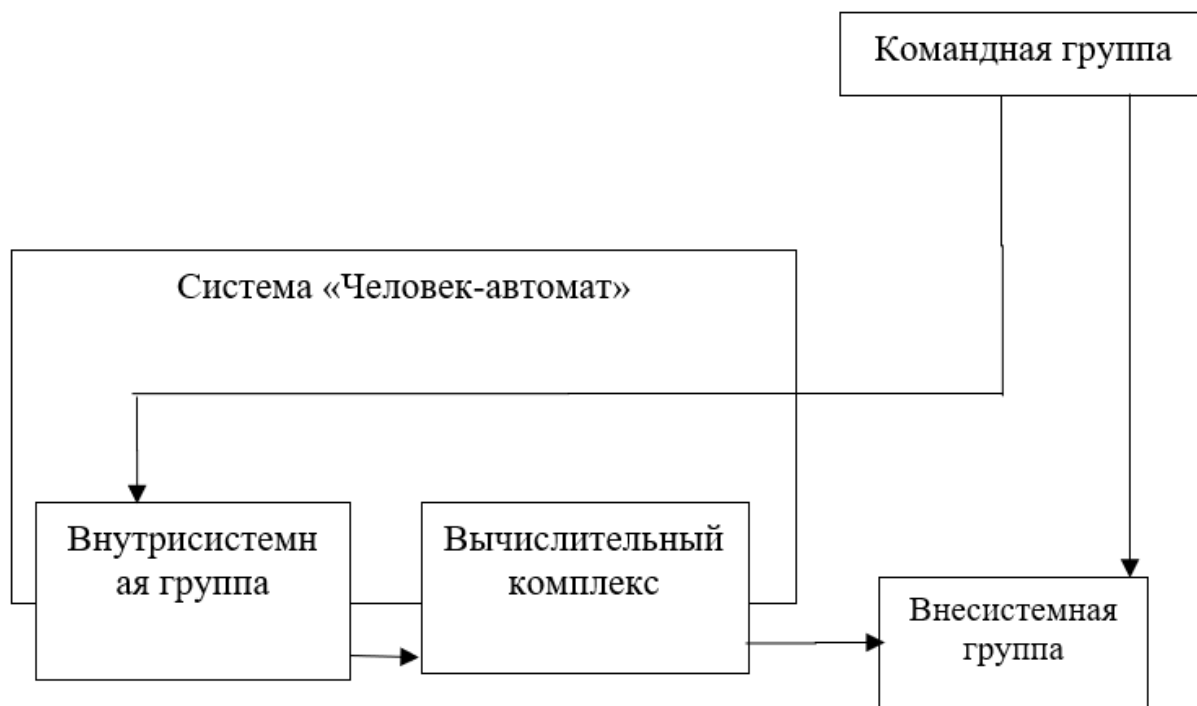 Командная группа
Система «Человек-автомат»
Внутрисистемн
ая группа
Вычислительный
комплекс
Внесистемная
группа